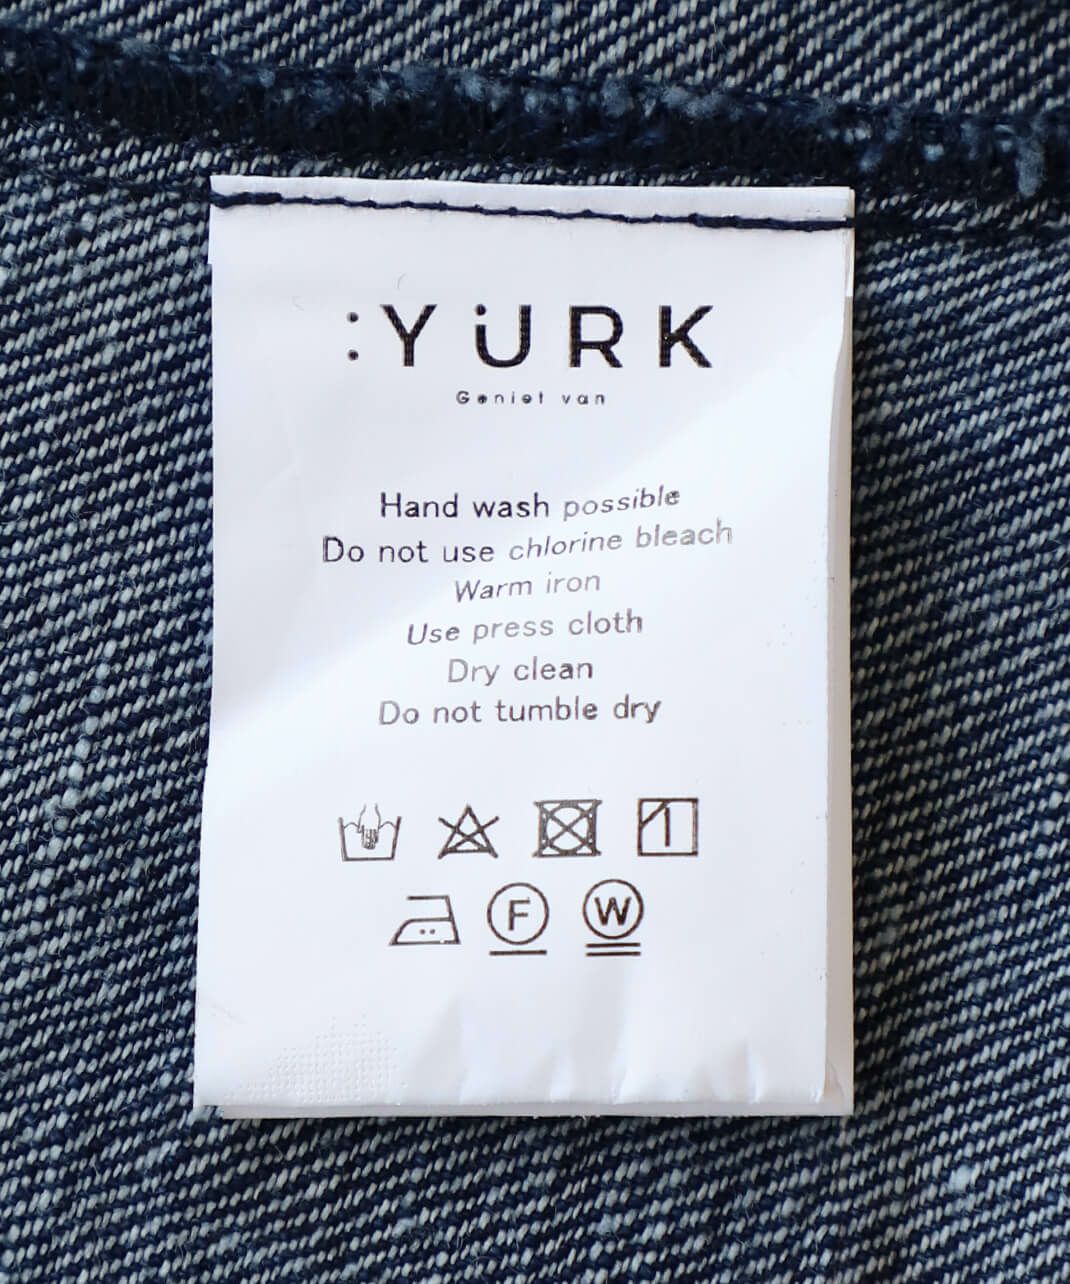 :YURK
Geniet van
Hand wash possible
Do not use chlorine bleach
Warm iron
Use press cloth
Dry clean
Do not tumble dry
F
W